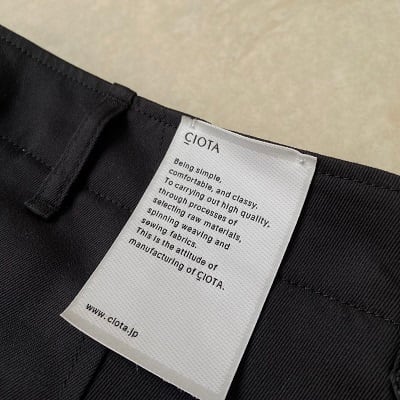 ÇIOTA
Being simple,
comfortable, and classy.
To carrying out high quality,
through processes of
selecting raw materials,
spinning weaving and
sewing fabrics.
This is the attitude of
manufacturing of ÇIOTA.
www.ciota.jp